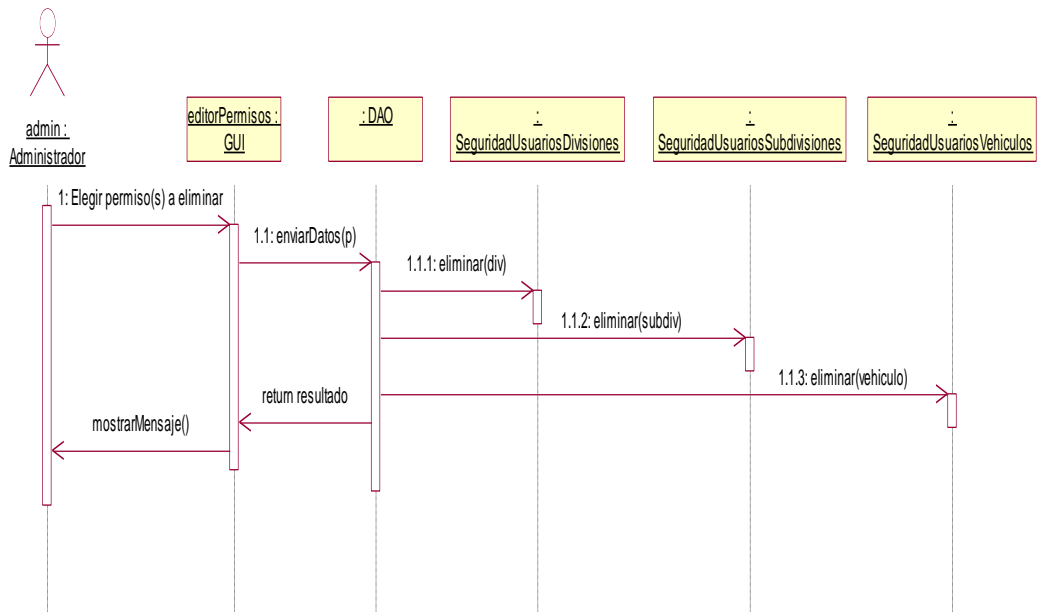 admin :
Administrador
editorPermisos :
GUI
: DAO
:
SeguridadUsuariosDivisiones
:
SeguridadUsuariosSubdivisiones
:
SeguridadUsuariosVehiculos
1: Elegir permiso(s) a eliminar
1.1: enviarDatos(p)
1.1.1: eliminar(div)
1.1.2: eliminar(subdiv)
1.1.3: eliminar(vehiculo)
return resultado
mostrarMensaje()